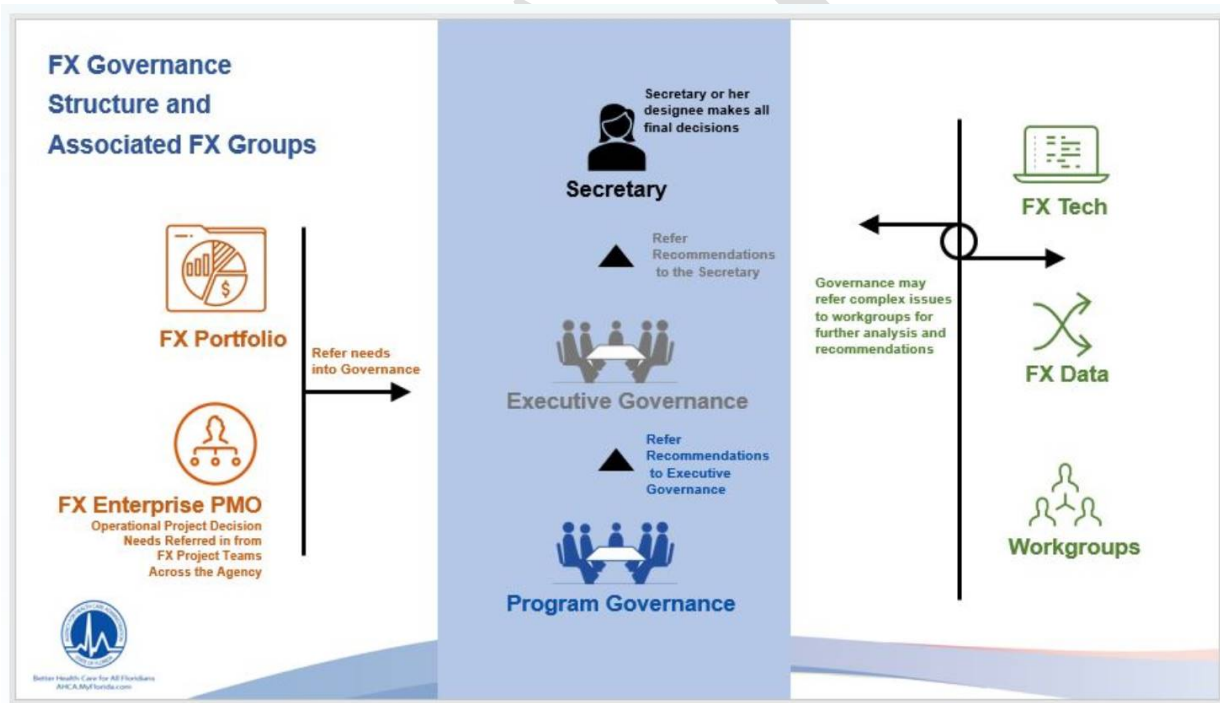 FX Governance
Structure and
Associated FX Groups
FX Portfolio
Refer needs
into Governance
FX Enterprise PMO
Operational Project Decision
Needs Referred in from
FX Project Teams
Across the Agency
Better Health Care for All Floridians
AHCA.MyFlorida.com
Secretary or her
designee makes all
final decisions
Secretary
Refer
Recommendations
to the Secretary
Executive Governance
Refer
Recommendations
to Executive
Governance
Program Governance
Governance may
refer complex issues
to workgroups for
further analysis and
recommendations
FX Tech
FX Data
Workgroups